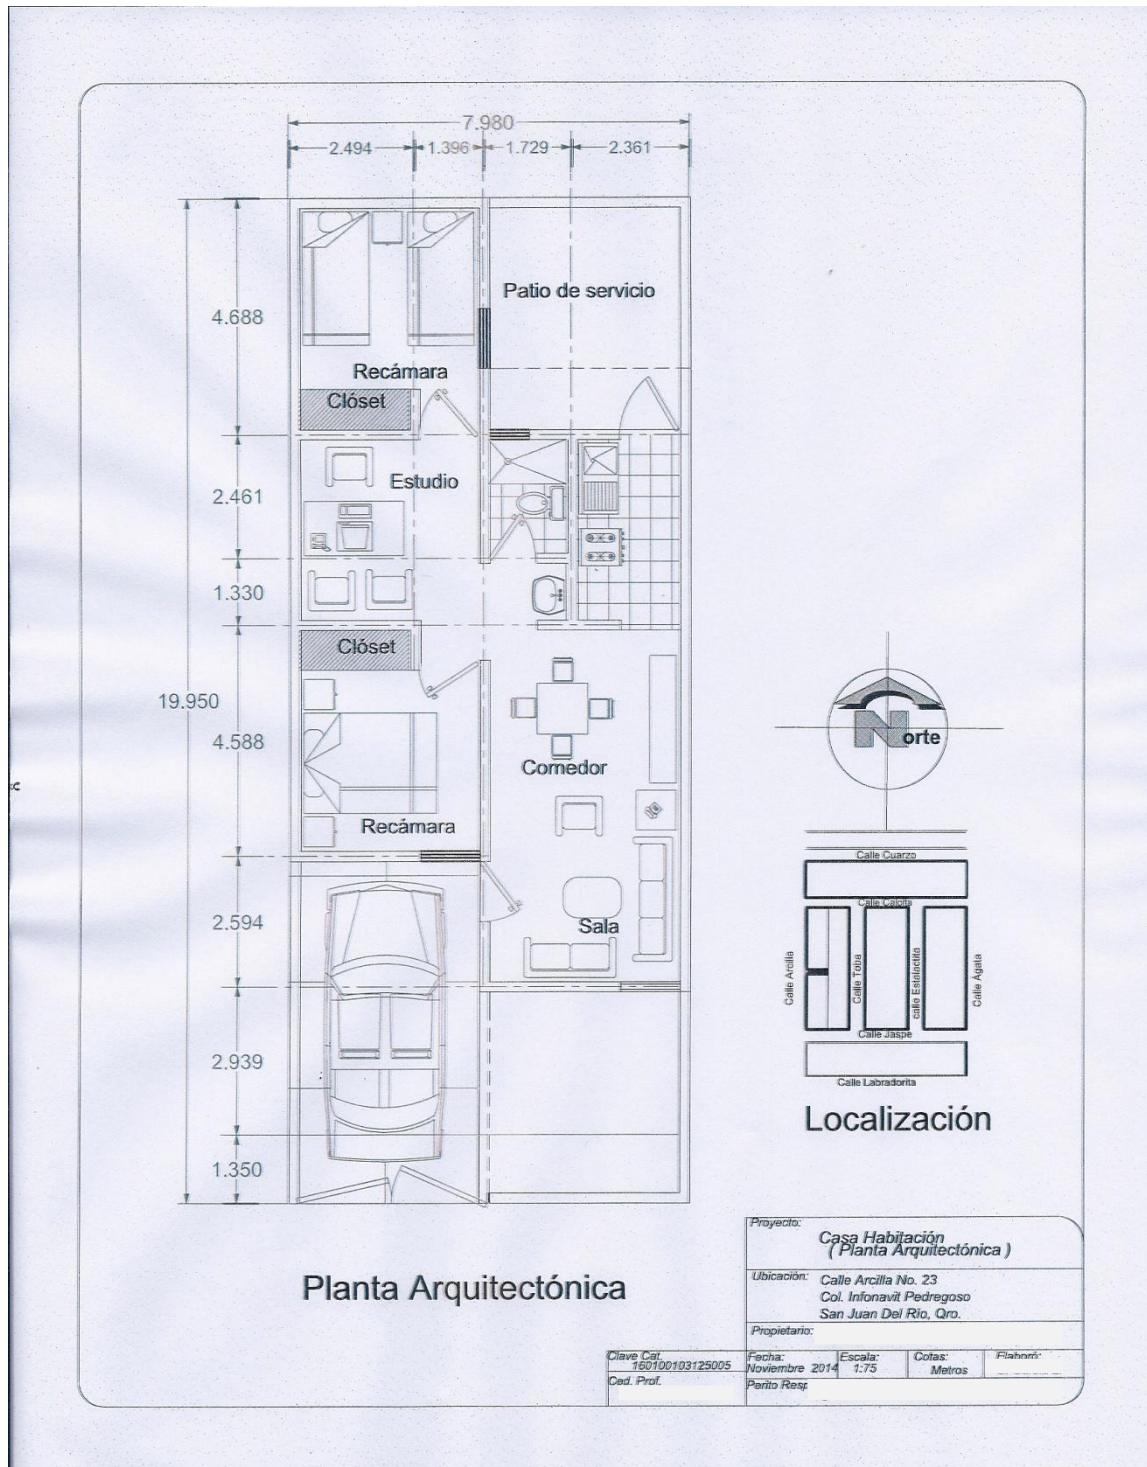 7.980
2.494
1.396
1.729
2.361
4.688
2.461
1.330
19.950
4.588
2.594
2.939
1.350
Patio de servicio
Recámara
Clóset
Estudio
Clóset
Comedor
Recámara
Sala
Norte
Calle Cuarzo
Calle Calcita
Calle Arcilla
Calle Toba
calle Estalactita
Calle Agata
Calle Jaspe
Calle Labradorita
Localización
Planta Arquitectónica
Proyecto:
Casa Habitación
( Planta Arquitectónica )
Ubicación: Calle Arcilla No. 23
Col. Infonavit Pedregoso
San Juan Del Rio, Qro.
Propietario:
Clave Cat.
160100103125005
Fecha:
Noviembre 2014
Escala:
1:75
Cotas:
Metros
Elaboró:
Ced. Prof.
Perito Resp